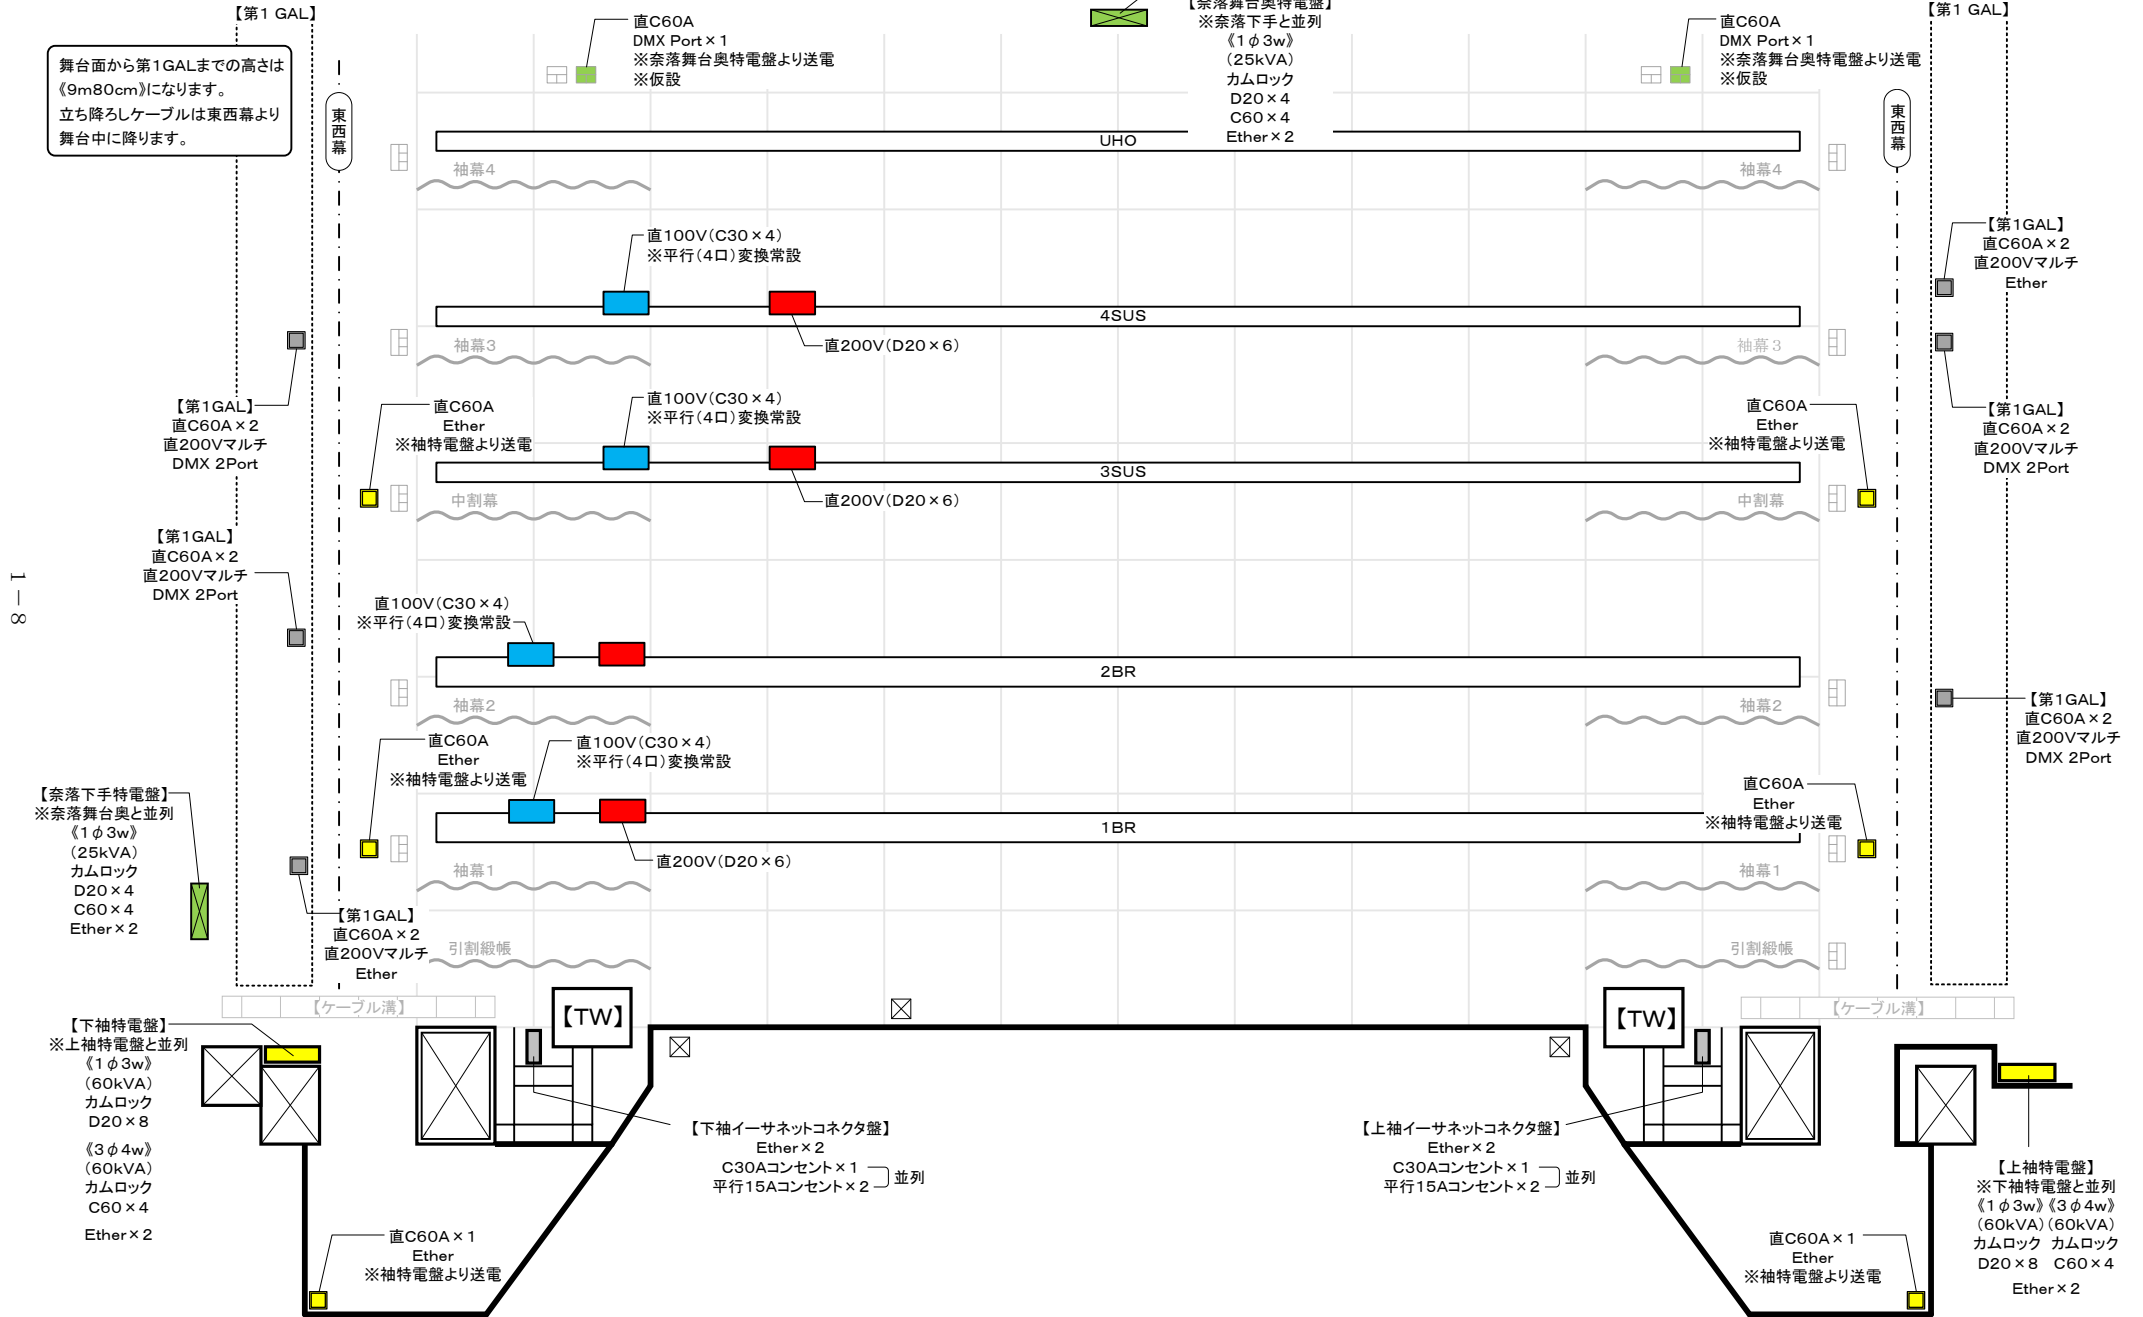 【第1 GAL】
舞台面から第1GALまでの高さは
《9m80cm》になります。
立ち降ろしケーブルは東西幕より
舞台中に降ります。
東西幕
直C60A
DMX Port×1
※奈落舞台奥特電盤より送電
※仮設
【奈落舞台奥特電盤】
※奈落下手と並列
《1φ3w》
(25kVA)
カムロック
D20×4
C60×4
Ether×2
直C60A
DMX Port×1
※奈落舞台奥特電盤より送電
※仮設
【第1 GAL】
東西幕
UHO
袖幕4
袖幕4
直100V(C30×4)
※平行(4口)変換常設
【第1GAL】
直C60A×2
直200Vマルチ
Ether
4SUS
直200V(D20×6)
袖幕3
袖幕3
【第1GAL】
直C60A×2
直200Vマルチ
DMX 2Port
直C60A
Ether
※袖特電盤より送電
直100V(C30×4)
※平行(4口)変換常設
直C60A
Ether
※袖特電盤より送電
【第1GAL】
直C60A×2
直200Vマルチ
DMX 2Port
3SUS
直200V(D20×6)
中割幕
中割幕
【第1GAL】
直C60A×2
直200Vマルチ
DMX 2Port
1－8
直100V(C30×4)
※平行(4口)変換常設
2BR
袖幕2
袖幕2
【第1GAL】
直C60A×2
直200Vマルチ
DMX 2Port
直C60A
Ether
※袖特電盤より送電
直100V(C30×4)
※平行(4口)変換常設
直C60A
Ether
※袖特電盤より送電
【奈落下手特電盤】
※奈落舞台奥と並列
《1φ3w》
(25kVA)
カムロック
D20×4
C60×4
Ether×2
1BR
直200V(D20×6)
袖幕1
袖幕1
【第1GAL】
直C60A×2
直200Vマルチ
Ether
引割緞帳
引割緞帳
【ケーブル溝】
【ケーブル溝】
【TW】
【TW】
【下袖特電盤】
※上袖特電盤と並列
《1φ3w》
(60kVA)
カムロック
D20×8
《3φ4w》
(60kVA)
カムロック
C60×4
Ether×2
【下袖イーサネットコネクタ盤】
Ether×2
C30Aコンセント×1
平行15Aコンセント×2
並列
【上袖イーサネットコネクタ盤】
Ether×2
C30Aコンセント×1
平行15Aコンセント×2
並列
【上袖特電盤】
※下袖特電盤と並列
《1φ3w》《3φ4w》
(60kVA)(60kVA)
カムロック カムロック
D20×8 C60×4
Ether×2
直C60A×1
Ether
※袖特電盤より送電
直C60A×1
Ether
※袖特電盤より送電